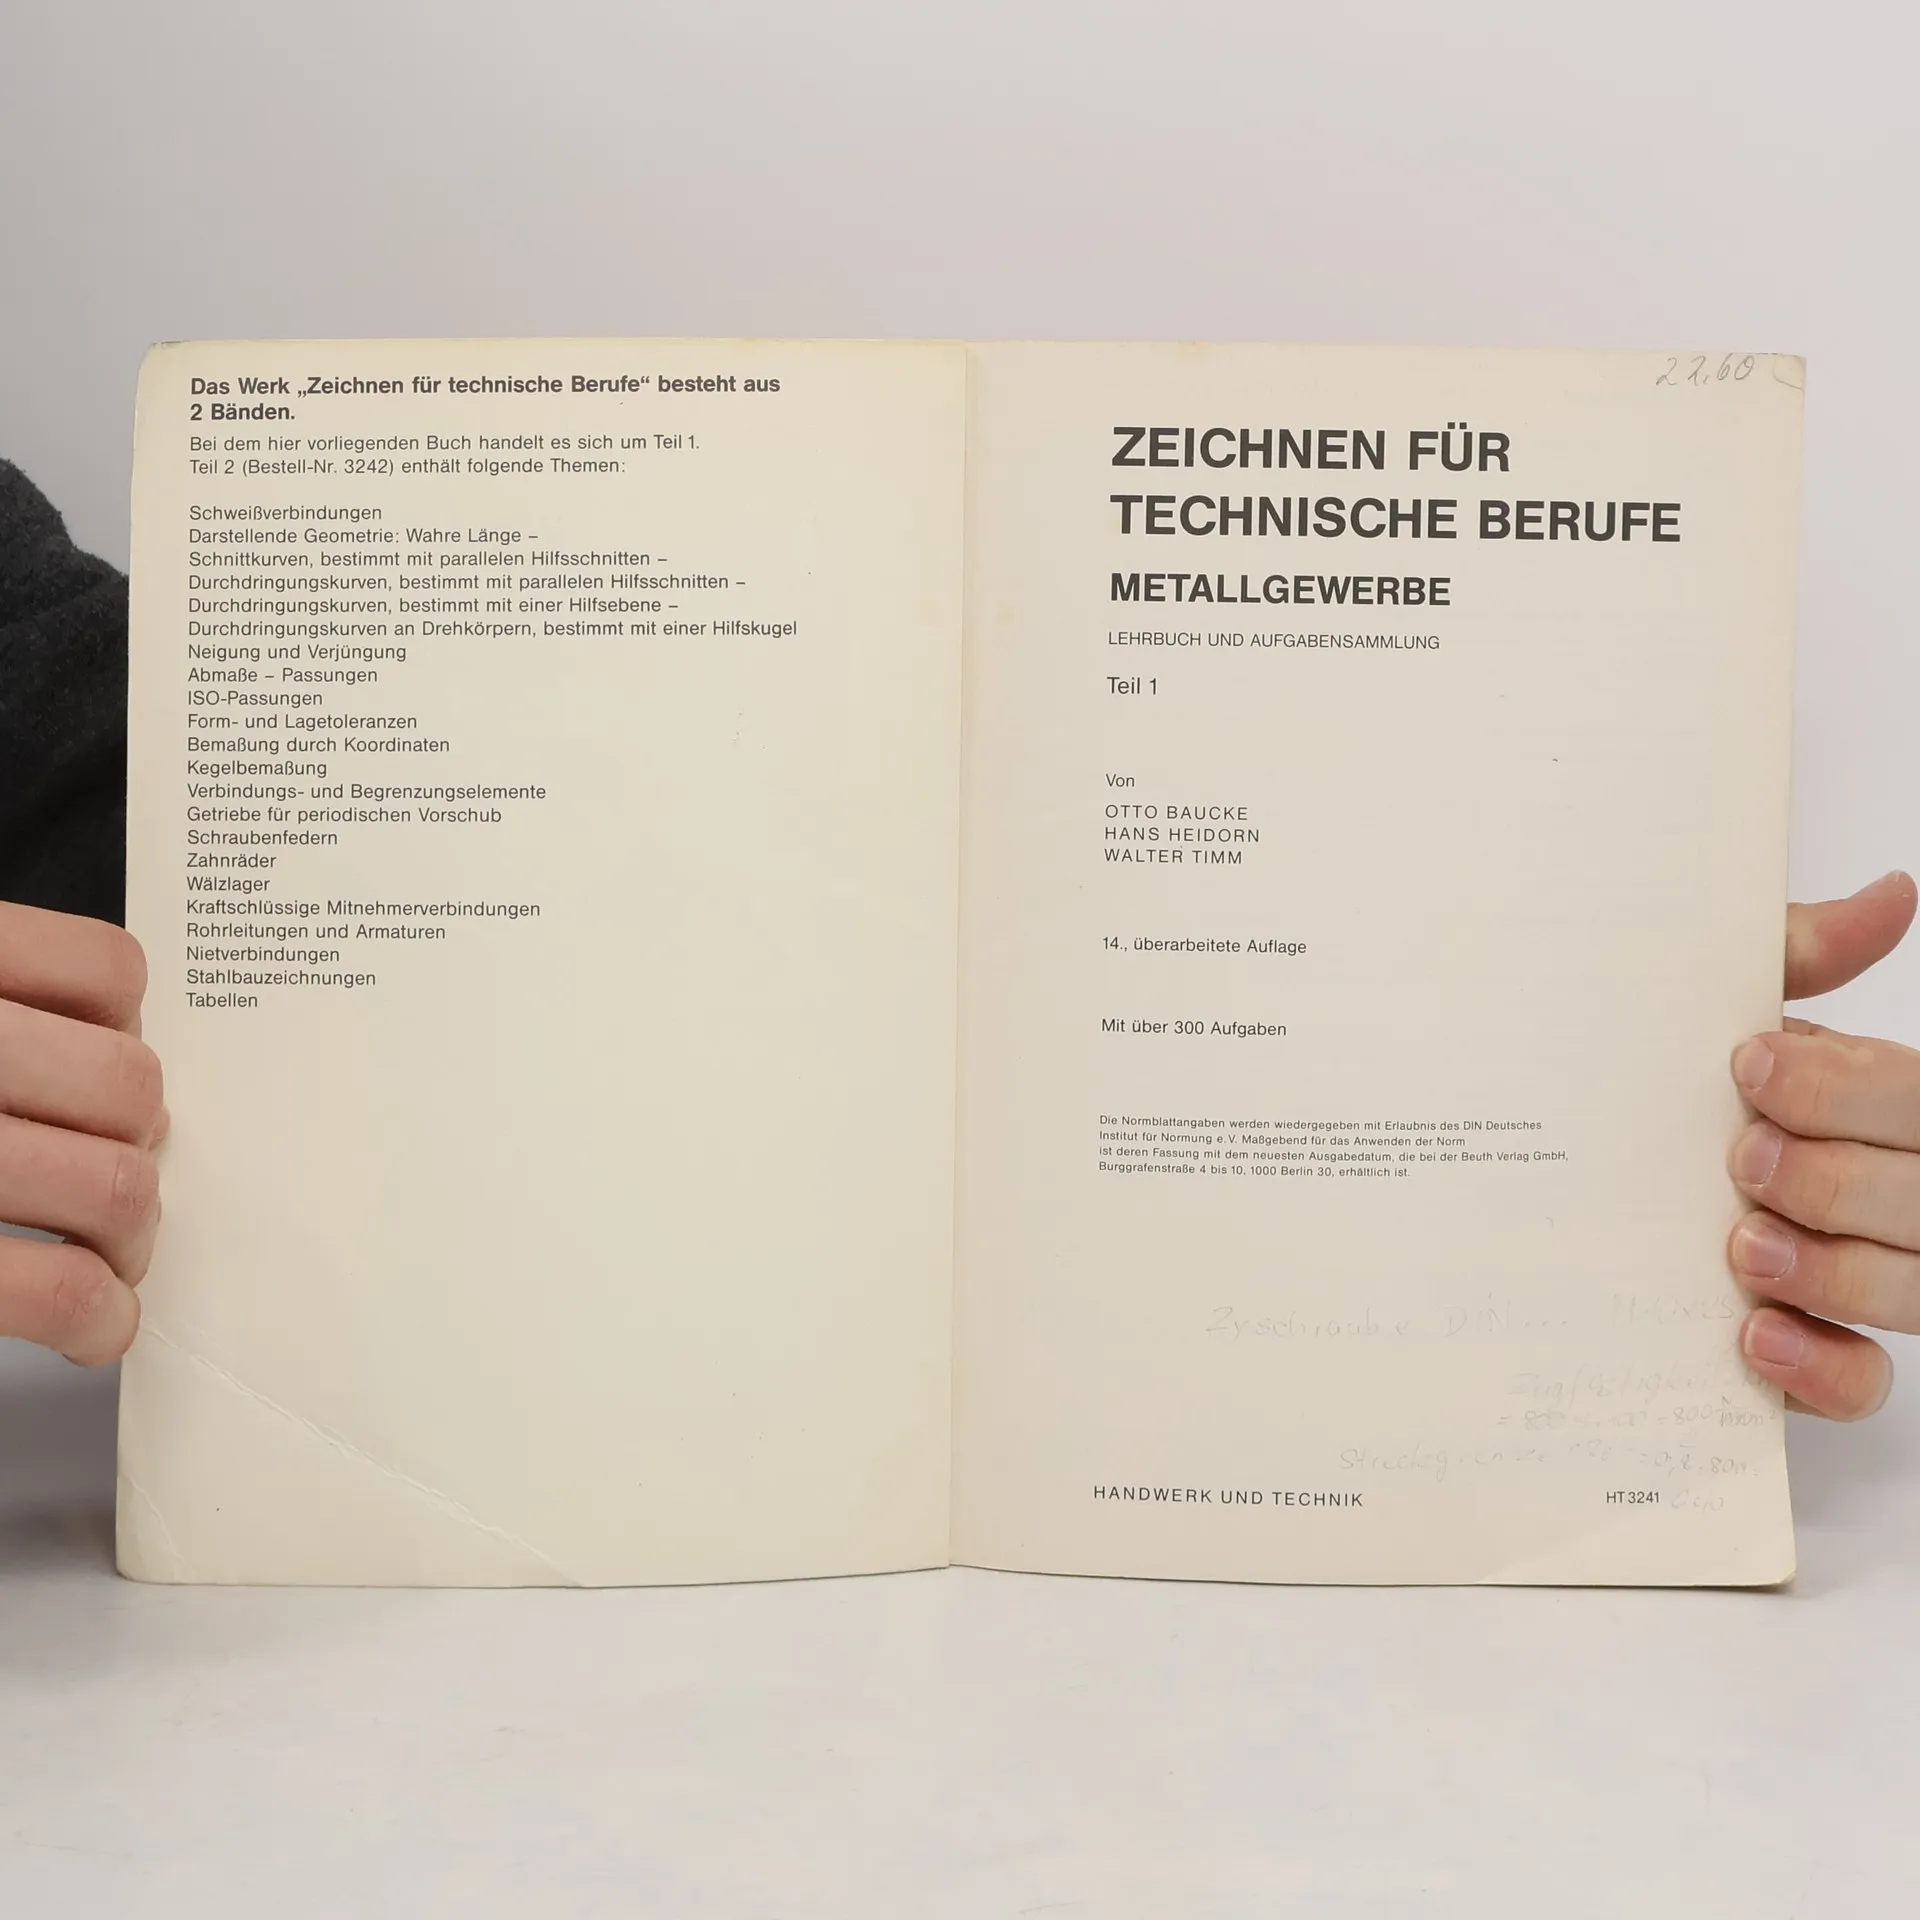 Das Werk „Zeichnen für technische Berufe“ besteht aus
2 Bänden.
Bei dem hier vorliegenden Buch handelt es sich um Teil 1.
Teil 2 (Bestell-Nr. 3242) enthält folgende Themen:
Schweißverbindungen
Darstellende Geometrie: Wahre Länge –
Schnittkurven, bestimmt mit parallelen Hilfsschnitten –
Durchdringungskurven, bestimmt mit parallelen Hilfsschnitten –
Durchdringungskurven, bestimmt mit einer Hilfsebene –
Durchdringungskurven an Drehkörpern, bestimmt mit einer Hilfskugel
Neigung und Verjüngung
Abmaße – Passungen
ISO-Passungen
Form- und Lagetoleranzen
Bemaßung durch Koordinaten
Kegelbemaßung
Verbindungs- und Begrenzungselemente
Getriebe für periodischen Vorschub
Schraubenfedern
Zahnräder
Wälzlager
Kraftschlüssige Mitnehmerverbindungen
Rohrleitungen und Armaturen
Nietverbindungen
Stahlbauzeichnungen
Tabellen
22,60
ZEICHNEN FÜR
TECHNISCHE BERUFE
METALLGEWERBE
LEHRBUCH UND AUFGABENSAMMLUNG
Teil 1
Von
OTTO BAUCKE
HANS HEIDORN
WALTER TIMM
14., überarbeitete Auflage
Mit über 300 Aufgaben
Die Normblattangaben werden wiedergegeben mit Erlaubnis des DIN Deutsches
Institut für Normung e.V. Maßgebend für das Anwenden der Norm
ist deren Fassung mit dem neuesten Ausgabedatum, die bei der Beuth Verlag GmbH,
Burggrafenstraße 4 bis 10, 1000 Berlin 30, erhältlich ist.
Zyschraube DIN...
HANDWERK UND TECHNIK
HT 3241